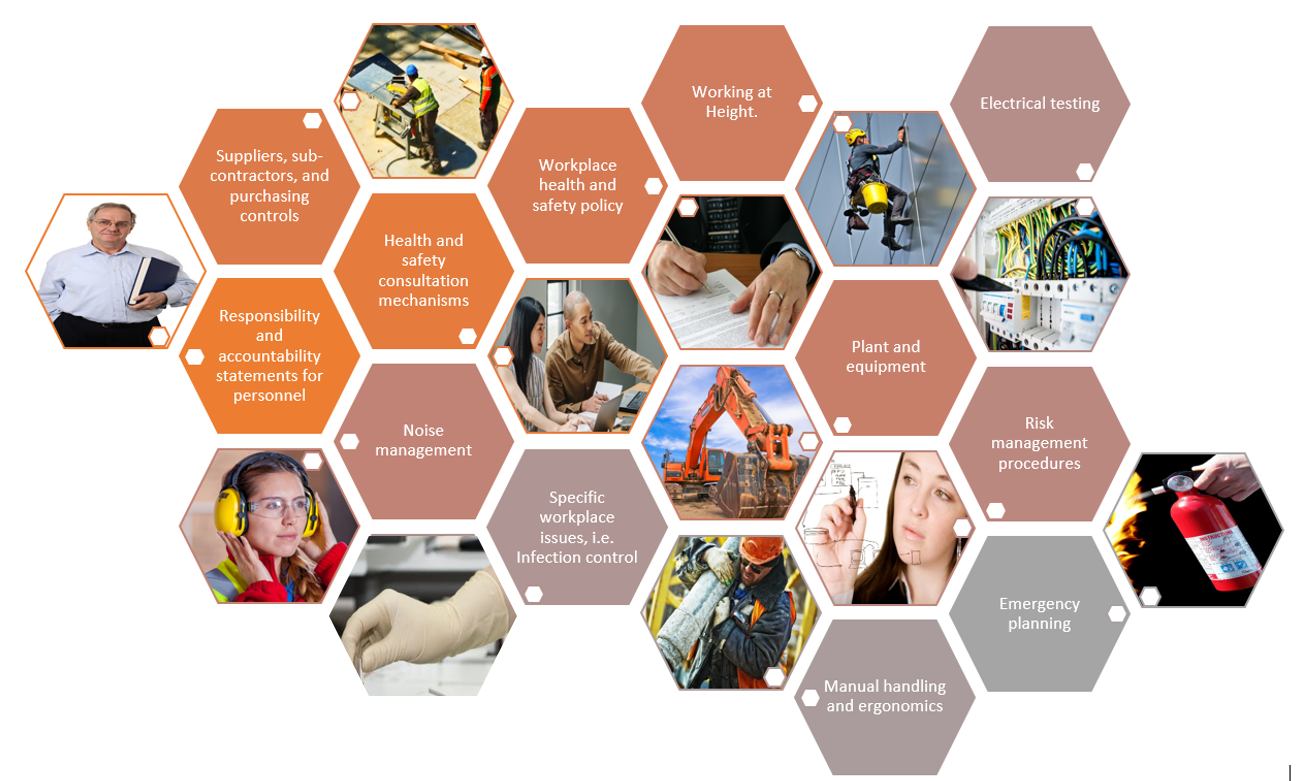 Working at
Height.
Electrical testing
Suppliers, sub-
contractors, and
purchasing
controls
Workplace
health and
safety policy
Health and
safety
consultation
mechanisms
Responsibility
and
accountability
statements for
personnel
Plant and
equipment
Noise
management
Risk
management
procedures
Specific
workplace
issues, i.e.
Infection control
INSTRUCTIONS
Emergency
planning
Manual handling
and ergonomics